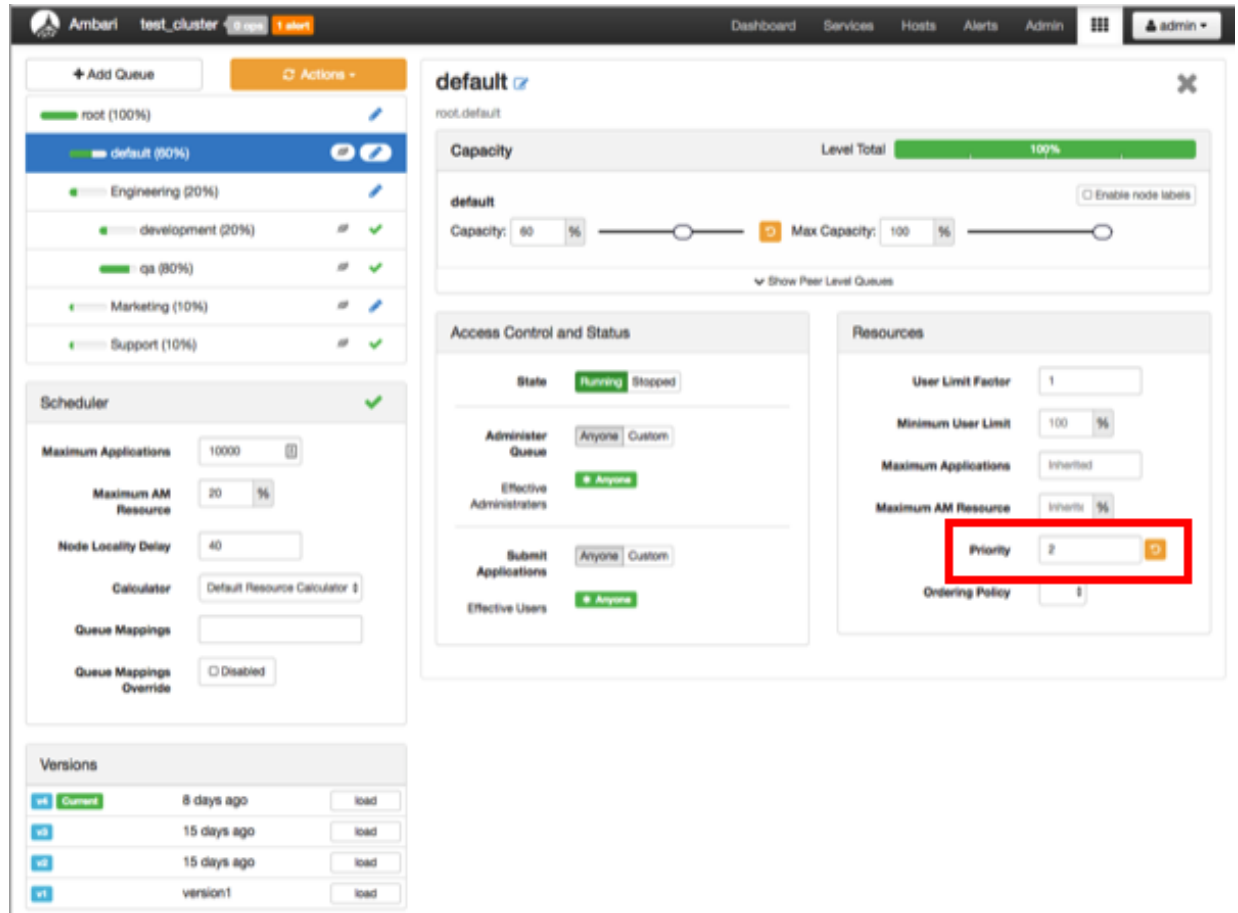 Ambari test_cluster 0 ops 1 alert Dashboard Services Hosts Alerts Admin admin
+ Add Queue Actions
root (100%)
default (60%)
Engineering (20%)
development (20%)
qa (80%)
Marketing (10%)
Support (10%)
Scheduler
Maximum Applications 10000
Maximum AM Resource 20 %
Node Locality Delay 40
Calculator Default Resource Calculator
Queue Mappings
Queue Mappings Override Disabled
Versions
v4 Current 8 days ago load
v3 15 days ago load
v2 15 days ago load
v1 version1 load
default
root.default
Capacity Level Total 100%
default Enable node labels
Capacity: 60 % Max Capacity: 100 %
Show Peer Level Queues
Access Control and Status
State Running Stopped
Administer Queue Anyone Custom
Effective Administraters + Anyone
Submit Applications Anyone Custom
Effective Users + Anyone
Resources
User Limit Factor 1
Minimum User Limit 100 %
Maximum Applications Inherited
Maximum AM Resource Inherite %
Priority 2
Ordering Policy